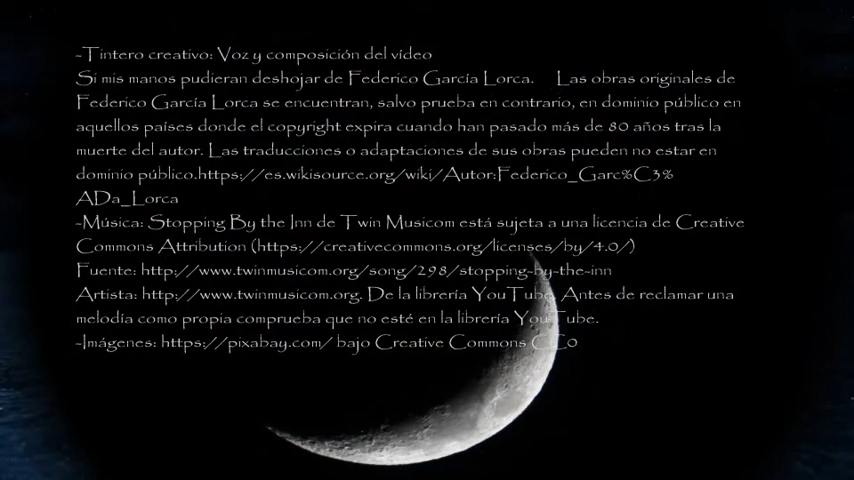 -Tintero creativo: Voz y composición del vídeo
Si mis manos pudieran deshojar de Federico García Lorca. Las obras originales de
Federico García Lorca se encuentran, salvo prueba en contrario, en dominio público en
aquellos países donde el copyright expira cuando han pasado más de 80 años tras la
muerte del autor. Las traducciones o adaptaciones de sus obras pueden no estar en
dominio público.https://es.wikisource.org/wiki/Autor:Federico_Garc%C3%
ADa_Lorca
-Música: Stopping By the Inn de Twin Musicom está sujeta a una licencia de Creative
Commons Attribution (https://creativecommons.org/licenses/by/4.0/)
Fuente: http://www.twinmusicom.org/song/298/stopping-by-the-inn
Artista: http://www.twinmusicom.org. De la librería YouTube. Antes de reclamar una
melodía como propia comprueba que no esté en la librería YouTube.
-Imágenes: https://pixabay.com/ bajo Creative Commons CC0